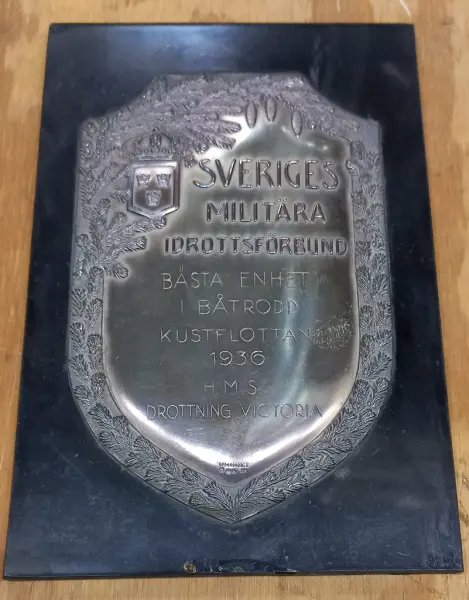 SVERIGES
MILITÄRA
IDROTTSFÖRBUND
BÄSTA ENHET
I BÅTRODD
KUSTFLOTTAN
1936
H.M.S.
DROTTNING VICTORIA